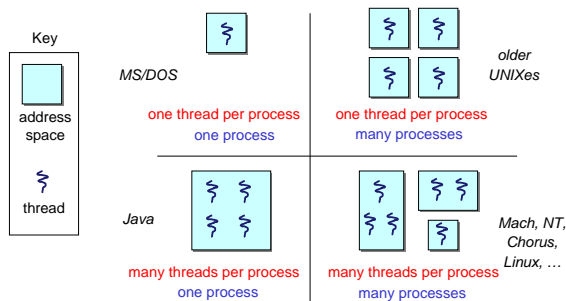 Key
address
space
thread
MS/DOS
one thread per process
one process
older
UNIXes
one thread per process
many processes
Java
many threads per process
one process
Mach, NT,
Chorus,
Linux, …
many threads per process
many processes